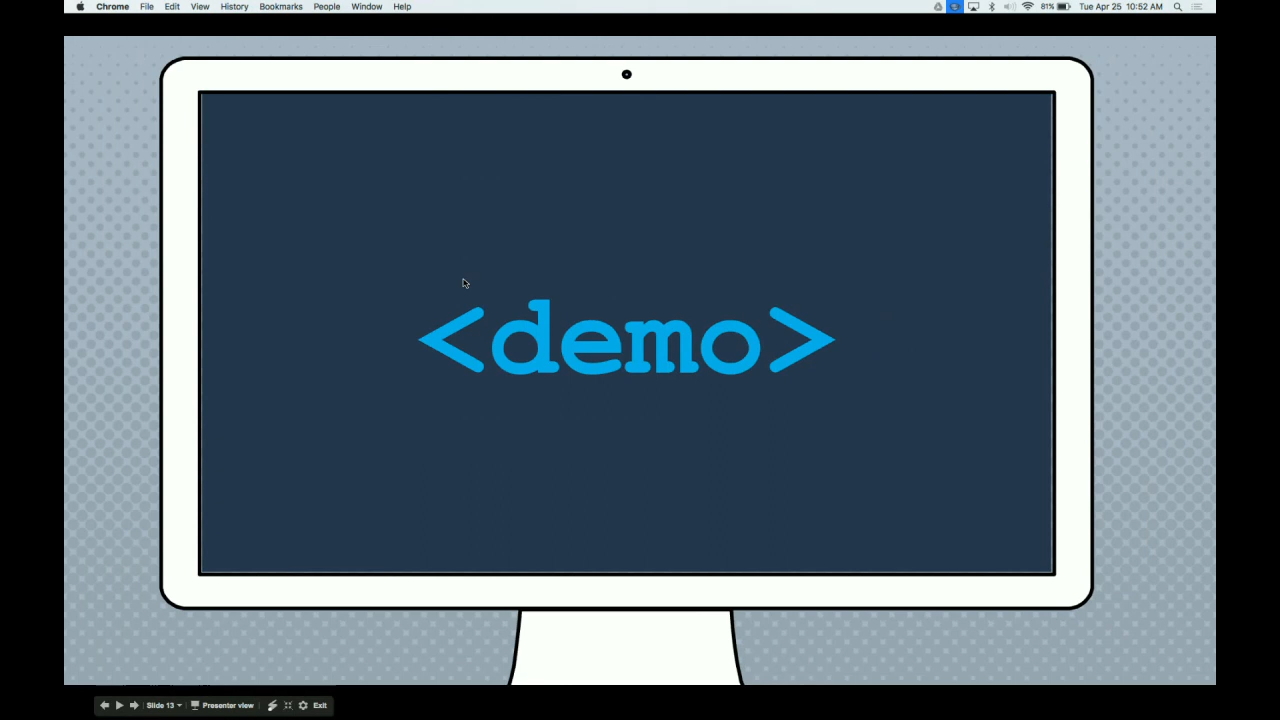 Chrome File Edit View History Bookmarks People Window Help 81% Tue Apr 25 10:52 AM
<demo>
Slide 13 Presenter view Exit